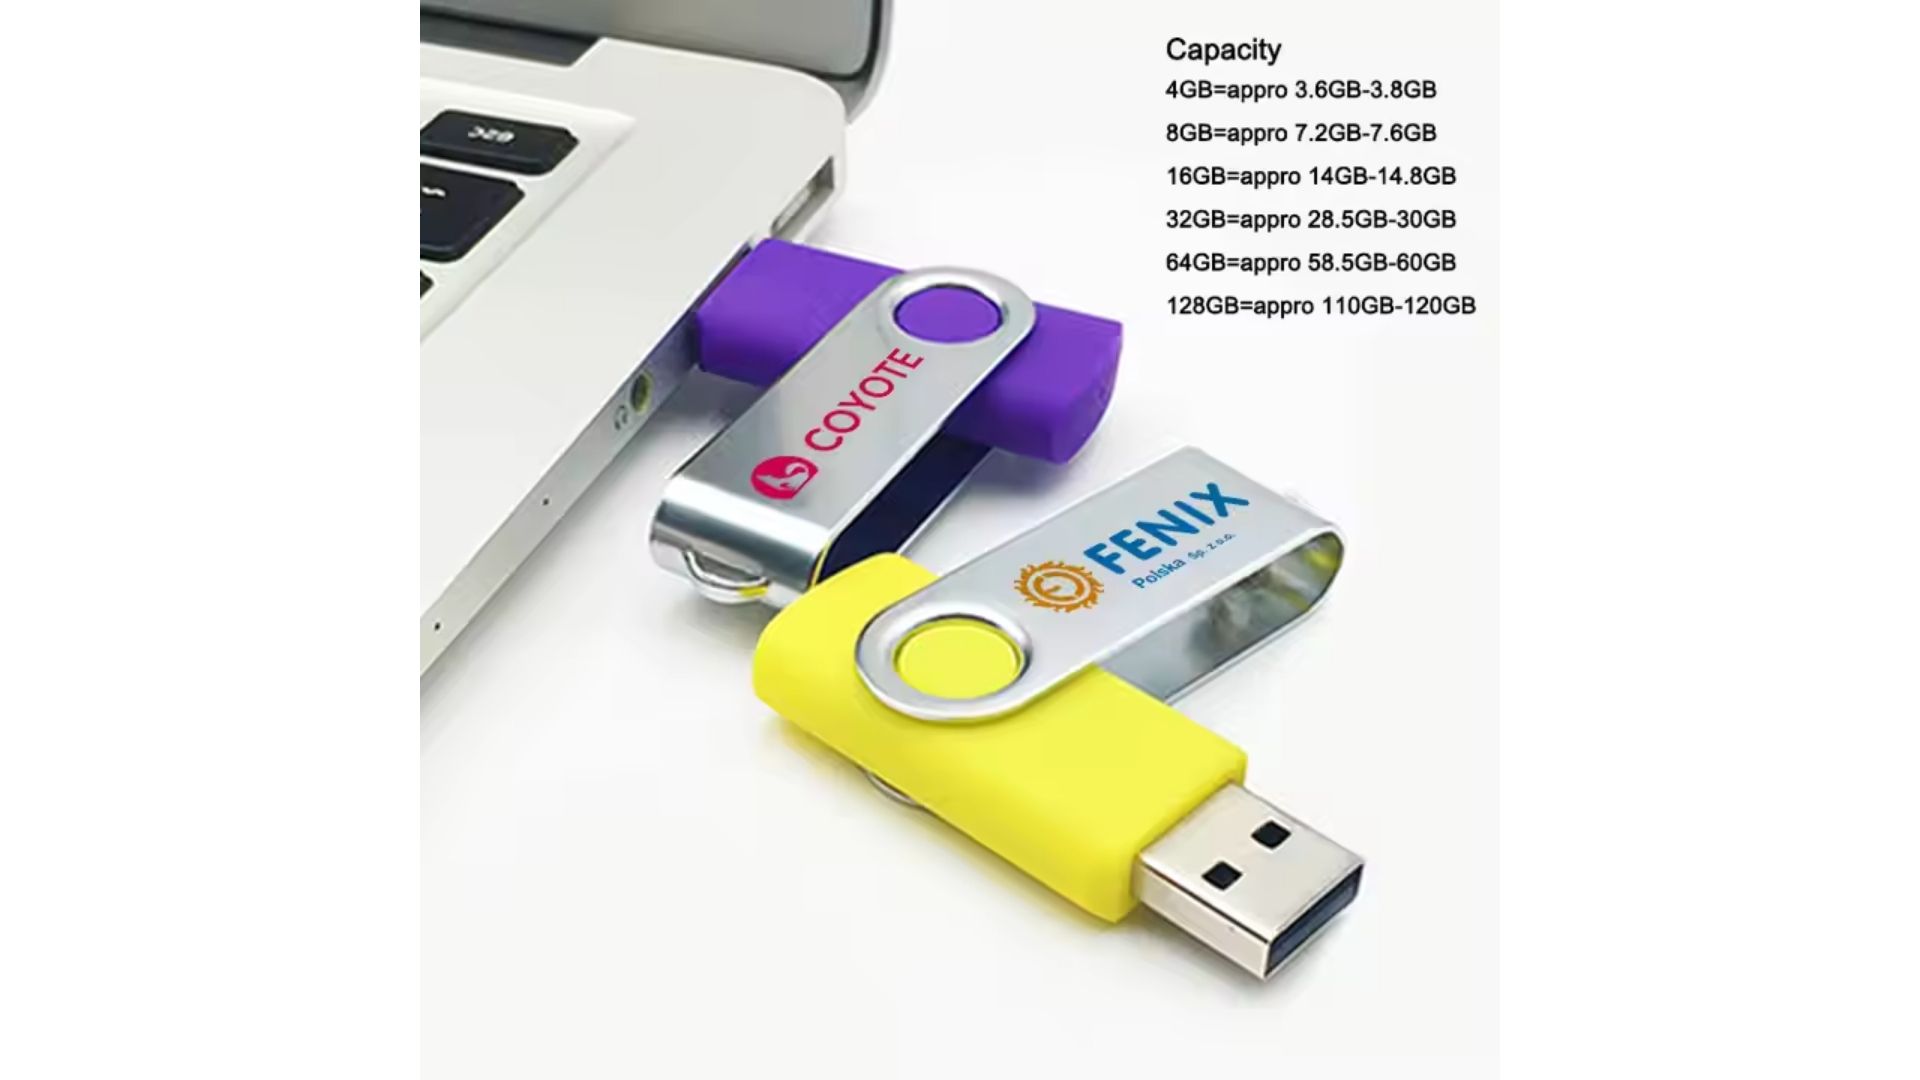 Capacity
4GB=appro 3.6GB-3.8GB
8GB=appro 7.2GB-7.6GB
16GB=appro 14GB-14.8GB
32GB=appro 28.5GB-30GB
64GB=appro 58.5GB-60GB
128GB=appro 110GB-120GB
esc
COYOTE
FENIX
Polska Sp. z o.o.